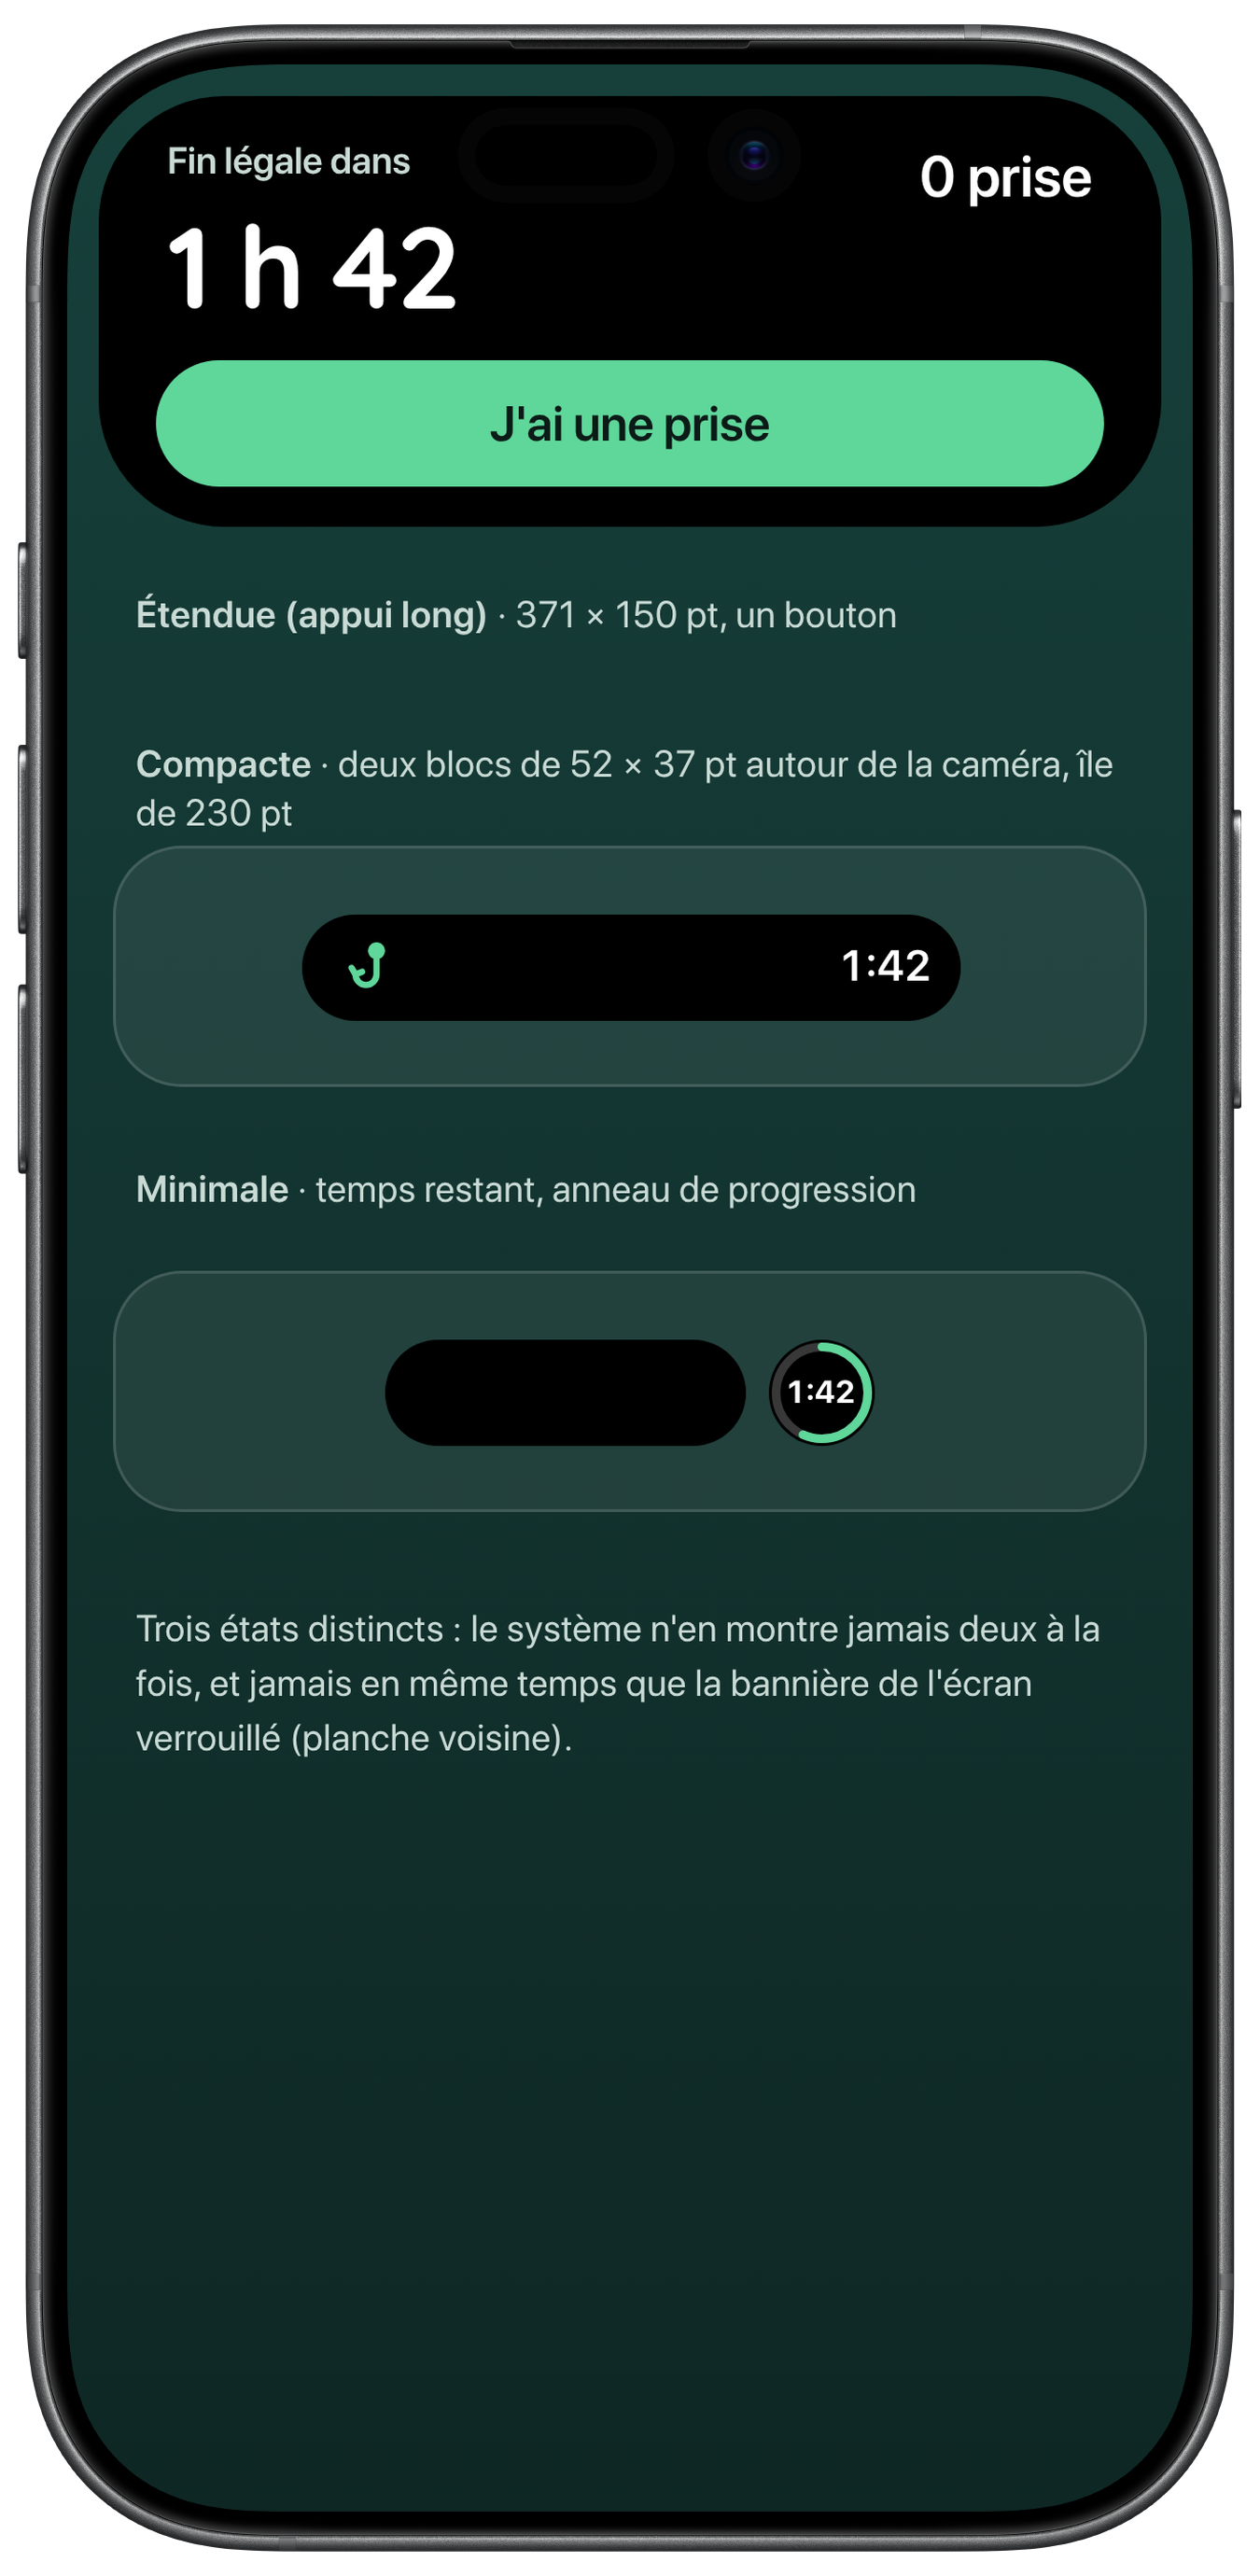 Fin légale dans
0 prise
1 h 42
J'ai une prise
Étendue (appui long) · 371 × 150 pt, un bouton
Compacte · deux blocs de 52 × 37 pt autour de la caméra, île
de 230 pt
1:42
Minimale · temps restant, anneau de progression
1:42
Trois états distincts : le système n'en montre jamais deux à la
fois, et jamais en même temps que la bannière de l'écran
verrouillé (planche voisine).